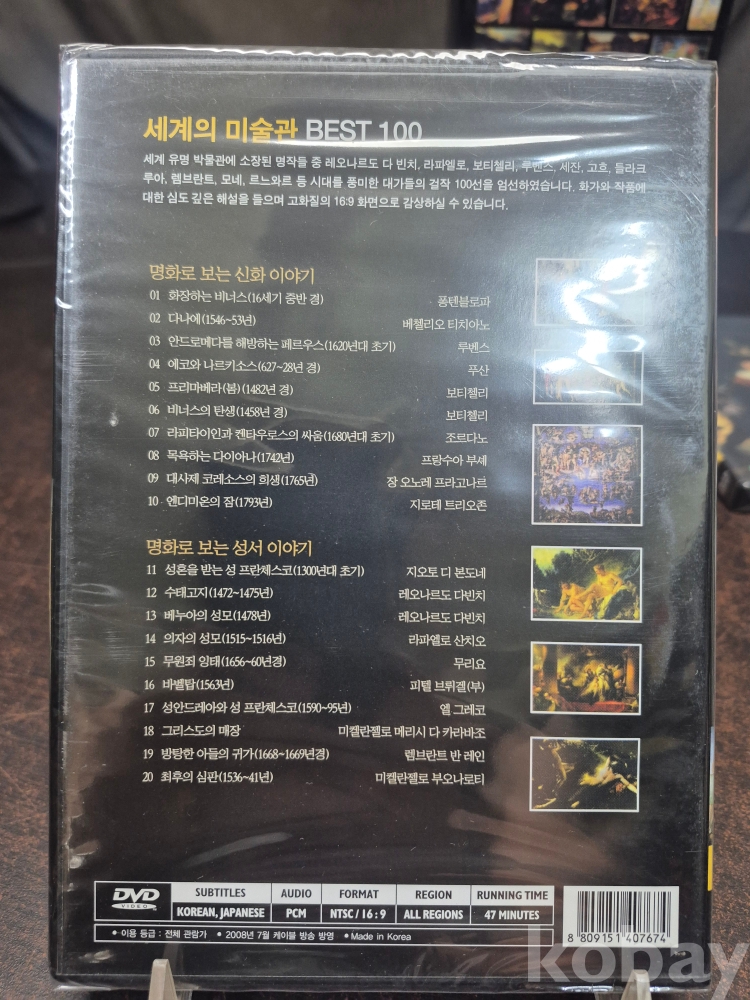 세계의 미술관 BEST 100
세계 유명 박물관에 소장된 명작들 중 레오나르도 다 빈치, 라파엘로, 보티첼리, 루벤스, 세잔, 고흐, 들라크
루아, 렘브란트, 모네, 르느와르 등 시대를 풍미한 대가들의 걸작 100선을 엄선하였습니다. 화가와 작품에
대한 심도 깊은 해설을 들으며 고화질의 16:9 화면으로 감상하실 수 있습니다.
명화로 보는 신화 이야기
01 화장하는 비너스(16세기 중반 경) 퐁텐블로파
02 다나에(1546~53년) 베첼리오 티치아노
03 안드로메다를 해방하는 페르우스(1620년대 초기) 루벤스
04 에코와 나르키소스(627~28년 경) 푸산
05 프리마베라(봄)(1482년 경) 보티첼리
06 비너스의 탄생(1458년 경) 보티첼리
07 라피타이인과 켄타우로스의 싸움(1680년대 초기) 조르다노
08 목욕하는 다이아나(1742년) 프랑수아 부셰
09 대사제 코레소스의 희생(1765년) 장 오노레 프라고나르
10 엔디미온의 잠(1793년) 지로테 트리오존
명화로 보는 성서 이야기
11 성흔을 받는 성 프란체스코(1300년대 초기) 지오토 디 본도네
12 수태고지(1472~1475년) 레오나르도 다빈치
13 베누아의 성모(1478년) 레오나르도 다빈치
14 의자의 성모(1515~1516년) 라파엘로 산치오
15 무원죄 잉태(1656~60년경) 무리요
16 바벨탑(1563년) 피텔 브뤼겔(부)
17 성안드레아와 성 프란체스코(1590~95년) 엘 그레코
18 그리스도의 매장 미켈란젤로 메리시 다 카라바조
19 방탕한 아들의 귀가(1668~1669년경) 렘브란트 반 레인
20 최후의 심판(1536~41년) 미켈란젤로 부오나로티
DVD VIDEO
SUBTITLES AUDIO FORMAT REGION RUNNING TIME
KOREAN, JAPANESE PCM NTSC / 16 : 9 ALL REGIONS 47 MINUTES
• 이용 등급 : 전체 관람가 • 2008년 7월 케이블 방송 방영 • Made in Korea
8 809151 407674
kobay